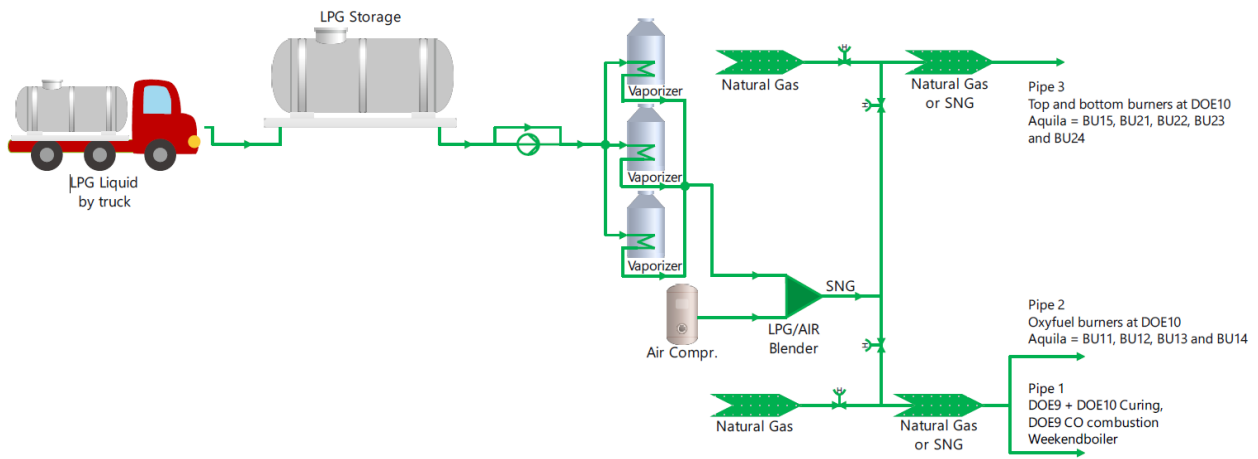 LPG Storage
LPG Liquid
by truck
Vaporizer
Vaporizer
Vaporizer
Air Compr.
LPG/AIR
Blender
SNG
Natural Gas
Natural Gas
or SNG
Pipe 3
Top and bottom burners at DOE10
Aquila = BU15, BU21, BU22, BU23
and BU24
Pipe 2
Oxyfuel burners at DOE10
Aquila = BU11, BU12, BU13 and BU14
Natural Gas
Natural Gas
or SNG
Pipe 1
DOE9 + DOE10 Curing,
DOE9 CO combustion
Weekendboiler